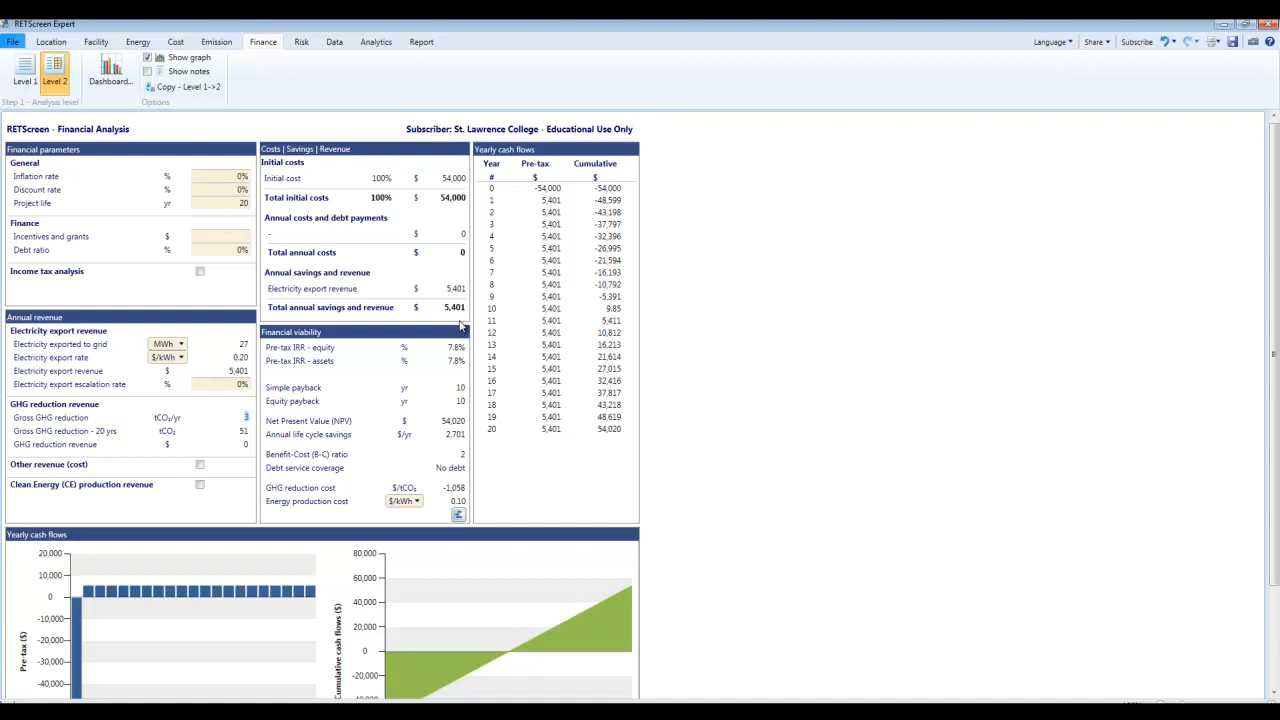 RETScreen Expert
File Location Facility Energy Cost Emission Finance Risk Data Analytics Report Language Share Subscribe
Level 1 Level 2 Dashboard...
Show graph
Show notes
Copy - Level 1->2
Step 1 - Analysis level Options
RETScreen - Financial Analysis Subscriber: St. Lawrence College - Educational Use Only
Financial parameters
General
Inflation rate % 0%
Discount rate % 0%
Project life yr 20
Finance
Incentives and grants $
Debt ratio % 0%
Income tax analysis
Annual revenue
Electricity export revenue
Electricity exported to grid MWh 27
Electricity export rate $/kWh 0.20
Electricity export revenue $ 5,401
Electricity export escalation rate % 0%
GHG reduction revenue
Gross GHG reduction tCO₂/yr 3
Gross GHG reduction - 20 yrs tCO₂ 51
GHG reduction revenue $ 0
Other revenue (cost)
Clean Energy (CE) production revenue
Costs | Savings | Revenue
Initial costs
Initial cost 100% $ 54,000
Total initial costs 100% $ 54,000
Annual costs and debt payments
- $ 0
Total annual costs $ 0
Annual savings and revenue
Electricity export revenue $ 5,401
Total annual savings and revenue $ 5,401
Financial viability
Pre-tax IRR - equity % 7.8%
Pre-tax IRR - assets % 7.8%
Simple payback yr 10
Equity payback yr 10
Net Present Value (NPV) $ 54,020
Annual life cycle savings $/yr 2,701
Benefit-Cost (B-C) ratio 2
Debt service coverage No debt
GHG reduction cost $/tCO₂ -1,058
Energy production cost $/kWh 0.10
Yearly cash flows
Year Pre-tax Cumulative
# $ $
0 -54,000 -54,000
1 5,401 -48,599
2 5,401 -43,198
3 5,401 -37,797
4 5,401 -32,396
5 5,401 -26,995
6 5,401 -21,594
7 5,401 -16,193
8 5,401 -10,792
9 5,401 -5,391
10 5,401 9.85
11 5,401 5,411
12 5,401 10,812
13 5,401 16,213
14 5,401 21,614
15 5,401 27,015
16 5,401 32,416
17 5,401 37,817
18 5,401 43,218
19 5,401 48,619
20 5,401 54,020
Yearly cash flows
Pre-tax ($)
20,000
10,000
0
-10,000
-20,000
-30,000
-40,000
Cumulative cash flows ($)
80,000
60,000
40,000
20,000
0
-20,000